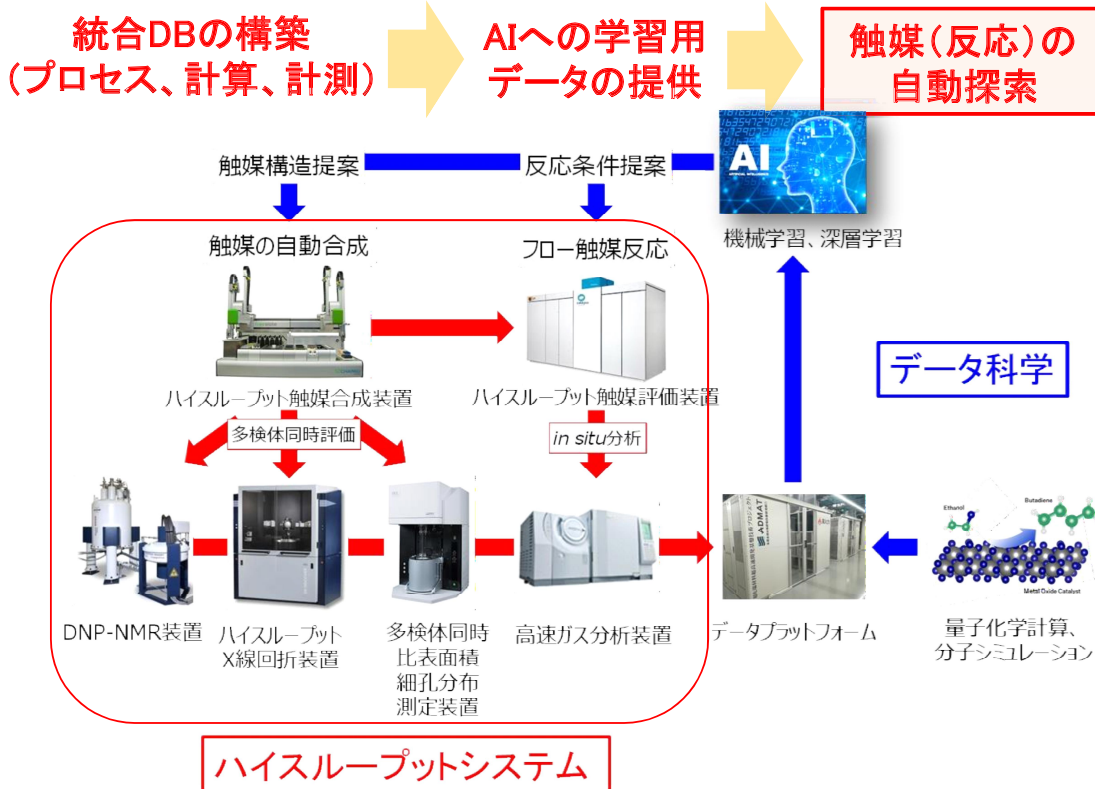 統合DBの構築
(プロセス、計算、計測)
AIへの学習用
データの提供
触媒(反応)の
自動探索
触媒構造提案
反応条件提案
AI
ARTIFICIAL INTELLIGENCE
機械学習、深層学習
触媒の自動合成
フロー触媒反応
ハイスループット触媒合成装置
ハイスループット触媒評価装置
データ科学
多検体同時評価
in situ分析
ADMAT
Ethanol
Butadiene
Metal Oxide Catalyst
DNP-NMR装置
ハイスループット
X線回折装置
多検体同時
比表面積
細孔分布
測定装置
高速ガス分析装置
データプラットフォーム
量子化学計算、
分子シミュレーション
ハイスループットシステム